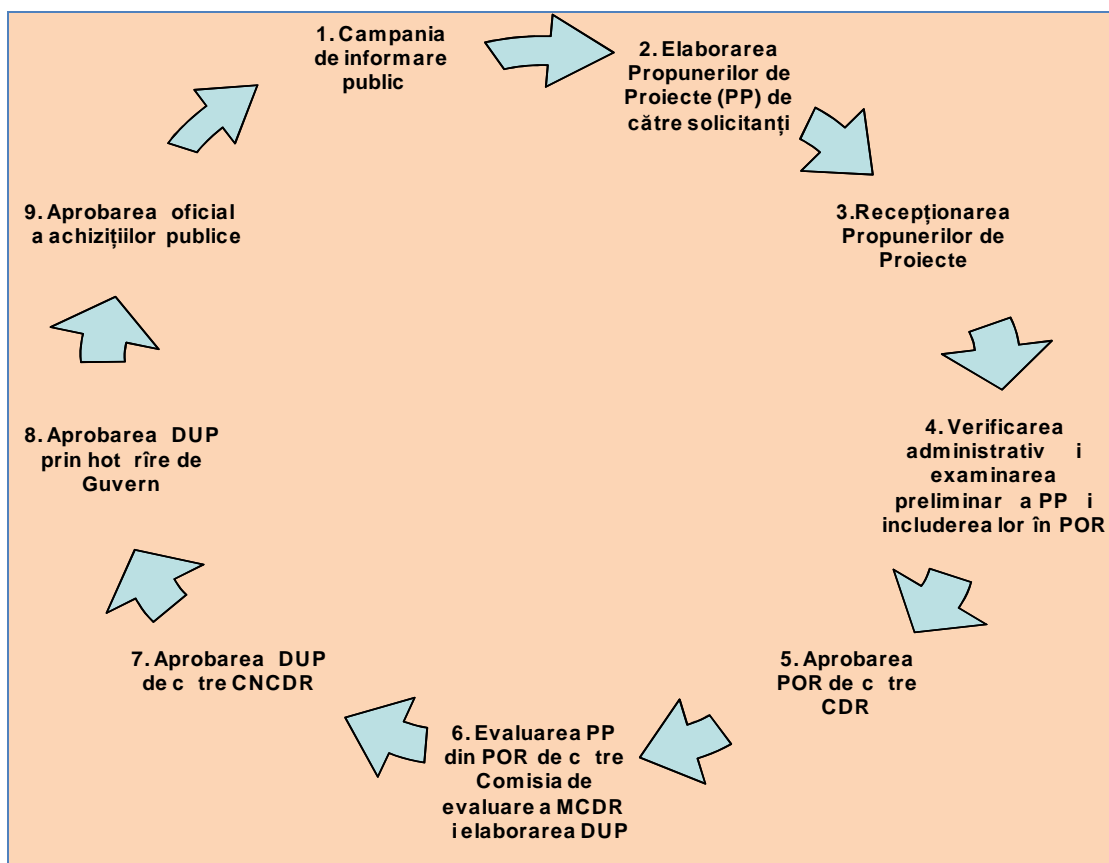 1. Campania
de informare
public
2. Elaborarea
Propunerilor de
Proiecte (PP) de
către solicitanți
3.Recepționarea
Propunerilor de
Proiecte
4. Verificarea
administrativ i
examinarea
preliminar a PP i
includerea lor în POR
5. Aprobarea
POR de c tre
CDR
6. Evaluarea PP
din POR de c tre
Comisia de
evaluare a MCDR
i elaborarea DUP
7. Aprobarea DUP
de c tre CNCDR
8. Aprobarea DUP
prin hot rîre de
Guvern
9. Aprobarea oficial
a achizițiilor publice